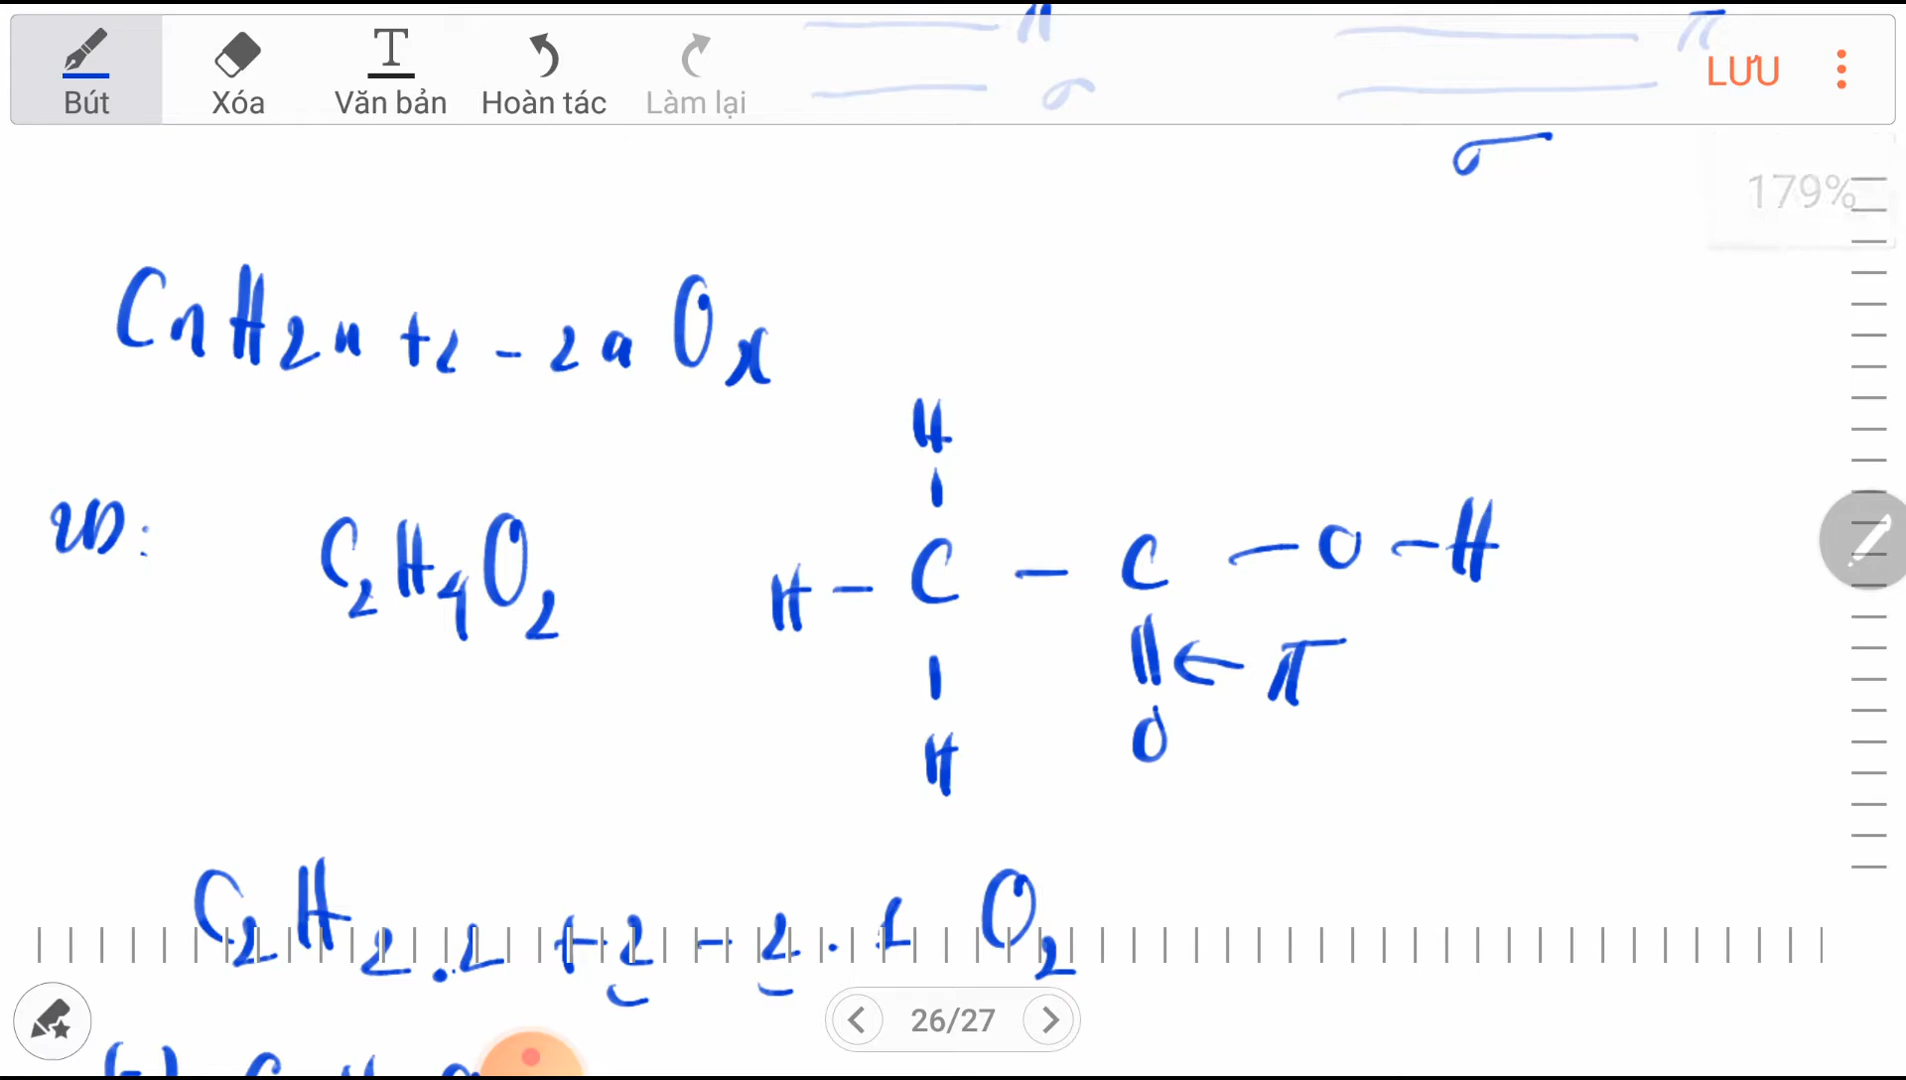 Bút Xóa Văn bản Hoàn tác Làm lại LƯU
π π
σ σ
179%
CnH2n+2-2aOx
H
VD: C2H4O2 H - C - C - O - H
|| ← π
H O
C2H2.2+2-2.1O2
26/27